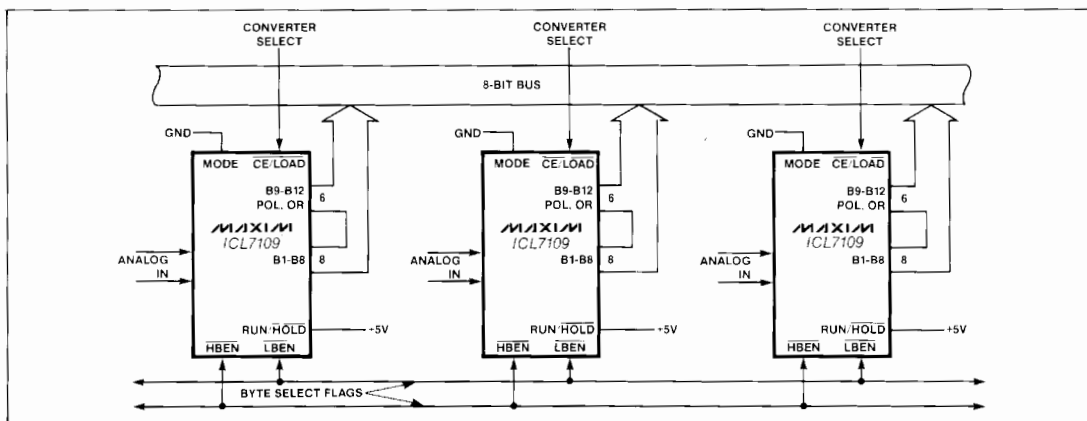 CONVERTER
SELECT
CONVERTER
SELECT
CONVERTER
SELECT
8-BIT BUS
GND
MODE CE/LOAD
B9-B12
POL, OR
6
MAXIM
ICL7109
B1-B8
8
ANALOG
IN
RUN/HOLD
+5V
HBEN LBEN
GND
MODE CE/LOAD
B9-B12
POL, OR
6
MAXIM
ICL7109
B1-B8
8
ANALOG
IN
RUN/HOLD
+5V
HBEN LBEN
GND
MODE CE/LOAD
B9-B12
POL, OR
6
MAXIM
ICL7109
B1-B8
8
ANALOG
IN
RUN/HOLD
+5V
HBEN LBEN
BYTE SELECT FLAGS